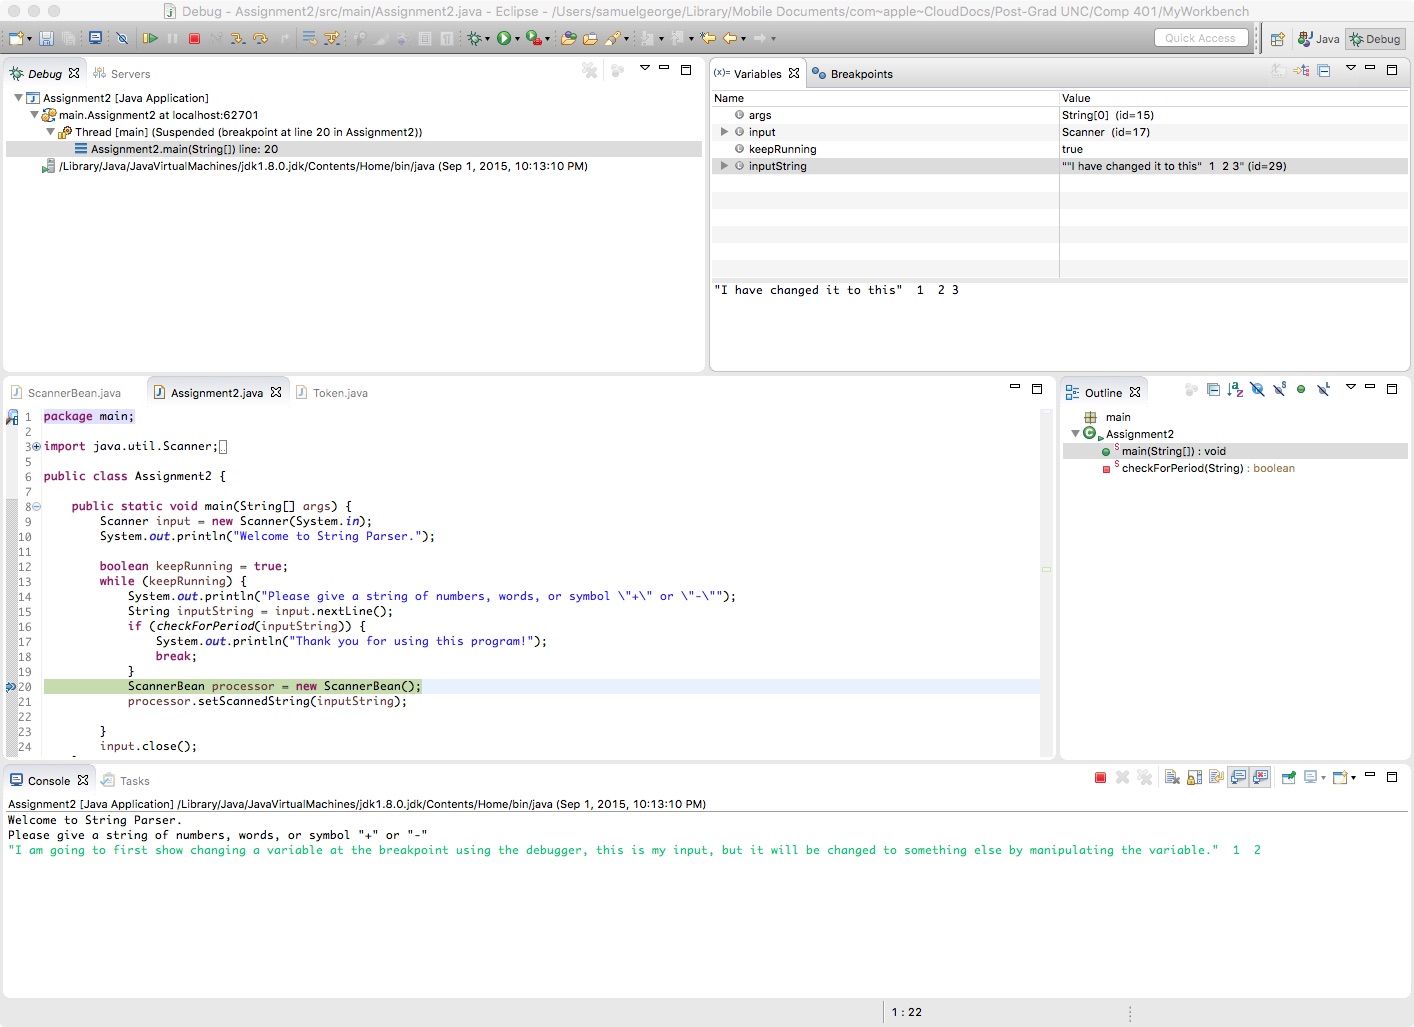 Debug - Assignment2/src/main/Assignment2.java - Eclipse - /Users/samuelgeorge/Library/Mobile Documents/com~apple~CloudDocs/Post-Grad UNC/Comp 401/MyWorkbench
Quick Access
Java
Debug
Debug
Servers
Assignment2 [Java Application]
main.Assignment2 at localhost:62701
Thread [main] (Suspended (breakpoint at line 20 in Assignment2))
Assignment2.main(String[]) line: 20
/Library/Java/JavaVirtualMachines/jdk1.8.0.jdk/Contents/Home/bin/java (Sep 1, 2015, 10:13:10 PM)
(x)= Variables
Breakpoints
Name Value
args String[0] (id=15)
input Scanner (id=17)
keepRunning true
inputString ""I have changed it to this"  1  2 3" (id=29)
"I have changed it to this"  1  2 3
ScannerBean.java
Assignment2.java
Token.java
1 package main;
2
3 import java.util.Scanner;
5
6 public class Assignment2 {
7
8     public static void main(String[] args) {
9         Scanner input = new Scanner(System.in);
10         System.out.println("Welcome to String Parser.");
11
12         boolean keepRunning = true;
13         while (keepRunning) {
14             System.out.println("Please give a string of numbers, words, or symbol \"+\" or \"-\"");
15             String inputString = input.nextLine();
16             if (checkForPeriod(inputString)) {
17                 System.out.println("Thank you for using this program!");
18                 break;
19             }
20             ScannerBean processor = new ScannerBean();
21             processor.setScannedString(inputString);
22
23         }
24         input.close();
Outline
main
Assignment2
S main(String[]) : void
S checkForPeriod(String) : boolean
Console
Tasks
Assignment2 [Java Application] /Library/Java/JavaVirtualMachines/jdk1.8.0.jdk/Contents/Home/bin/java (Sep 1, 2015, 10:13:10 PM)
Welcome to String Parser.
Please give a string of numbers, words, or symbol "+" or "-"
"I am going to first show changing a variable at the breakpoint using the debugger, this is my input, but it will be changed to something else by manipulating the variable."  1  2
1 : 22